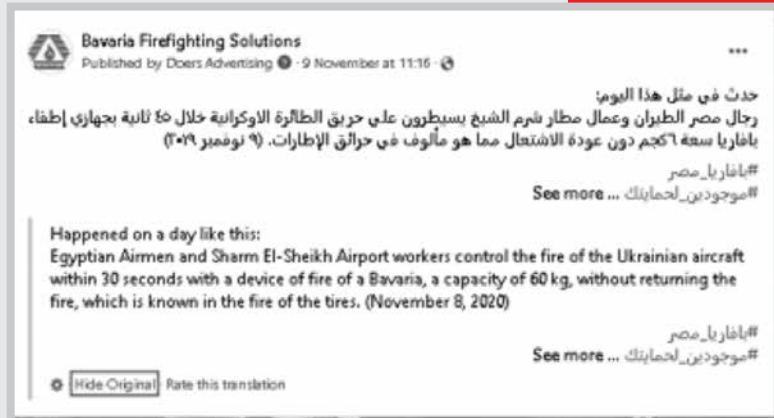 Bavaria Firefighting Solutions
Published by Doers Advertising · 9 November at 11:16 ·
حدث في مثل هذا اليوم:
رجال مصر الطيران وعمال مطار شرم الشيخ يسيطرون علي حريق الطائرة الاوكرانية خلال ٤٥ ثانية بجهازي إطفاء
بافاريا سعة ٦كجم دون عودة الاشتعال مما هو مألوف في حرائق الإطارات. (٩ نوفمبر ٢٠١٩)
#بافاريا_مصر
#موجودين_لحمايتك ... See more
Happened on a day like this:
Egyptian Airmen and Sharm El-Sheikh Airport workers control the fire of the Ukrainian aircraft
within 30 seconds with a device of fire of a Bavaria, a capacity of 60 kg, without returning the
fire, which is known in the fire of the tires. (November 8, 2020)
#بافاريا_مصر
#موجودين_لحمايتك ... See more
Hide Original · Rate this translation